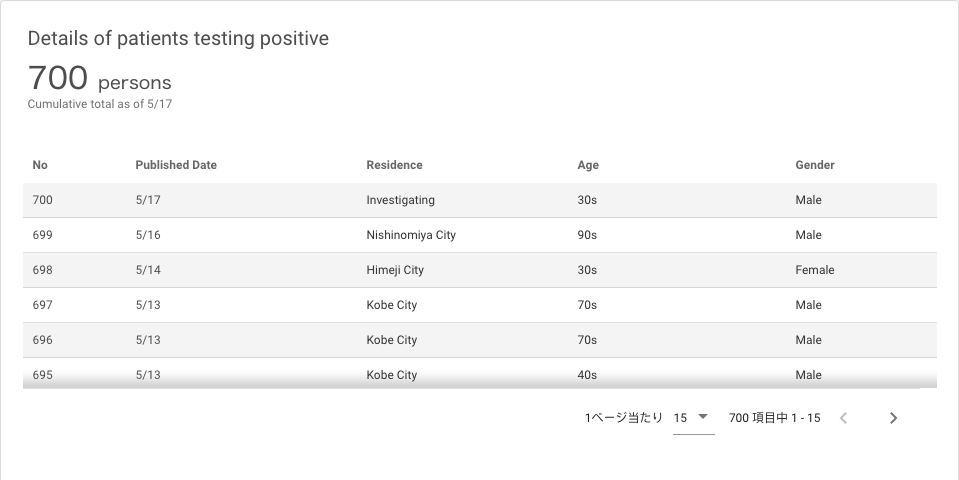 Details of patients testing positive
700 persons
Cumulative total as of 5/17
No Published Date Residence Age Gender
700 5/17 Investigating 30s Male
699 5/16 Nishinomiya City 90s Male
698 5/14 Himeji City 30s Female
697 5/13 Kobe City 70s Male
696 5/13 Kobe City 70s Male
695 5/13 Kobe City 40s Male
1ページ当たり 15 700 項目中 1 - 15